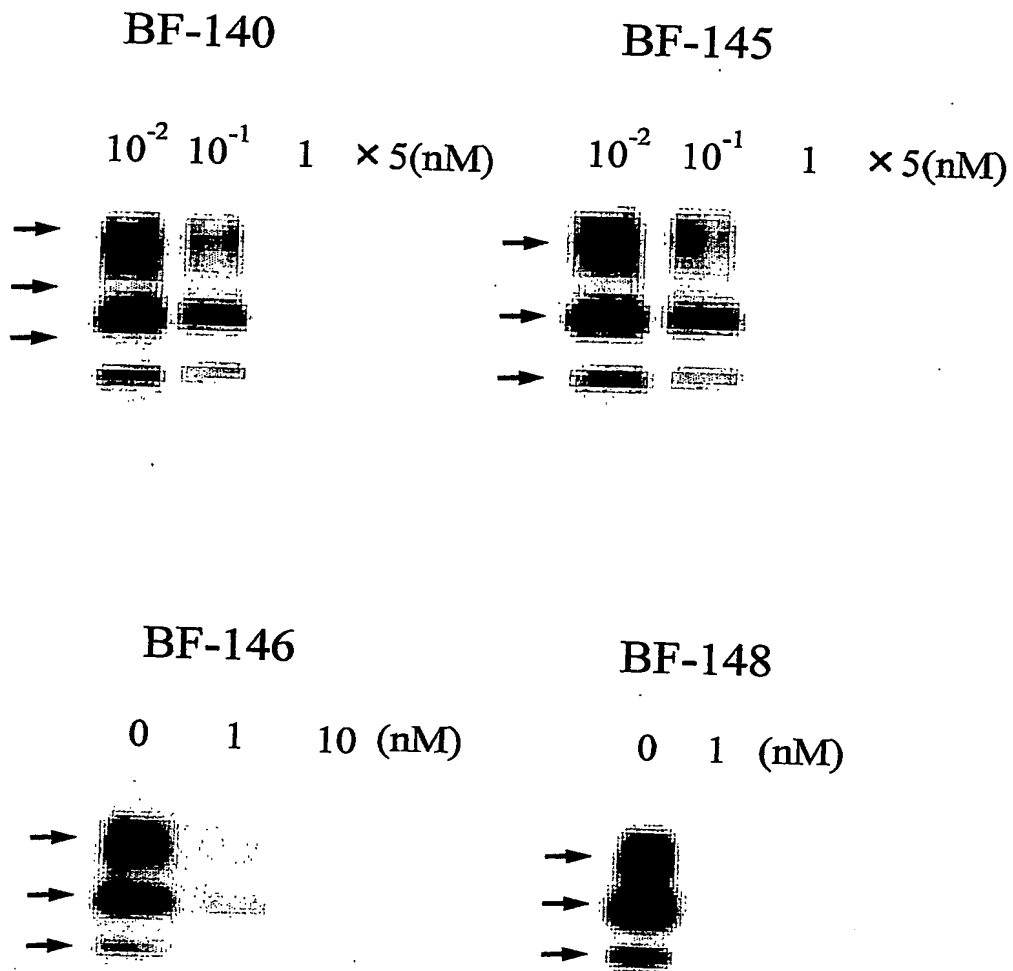 BF-140
10⁻² 10⁻¹ 1 × 5(nM)
BF-145
10⁻² 10⁻¹ 1 × 5(nM)
BF-146
0 1 10 (nM)
BF-148
0 1 (nM)